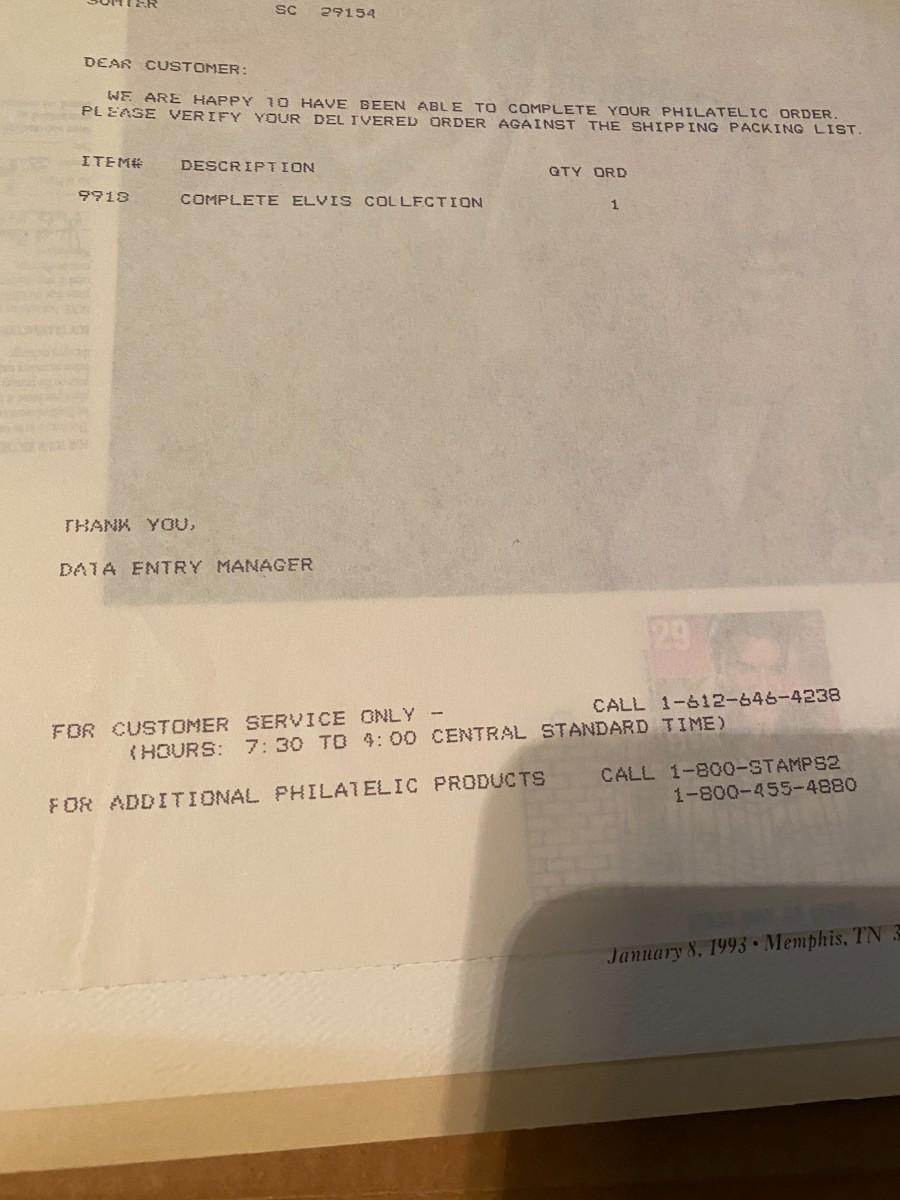 SUMTER SC 29154
DEAR CUSTOMER:
WE ARE HAPPY TO HAVE BEEN ABLE TO COMPLETE YOUR PHILATELIC ORDER.
PLEASE VERIFY YOUR DELIVERED ORDER AGAINST THE SHIPPING PACKING LIST.
ITEM# DESCRIPTION QTY ORD
9918 COMPLETE ELVIS COLLECTION 1
THANK YOU,
DATA ENTRY MANAGER
29
FOR CUSTOMER SERVICE ONLY - CALL 1-612-646-4238
(HOURS: 7:30 TO 4:00 CENTRAL STANDARD TIME)
FOR ADDITIONAL PHILATELIC PRODUCTS CALL 1-800-STAMPS2
1-800-455-4880
January 8, 1993 • Memphis, TN 3